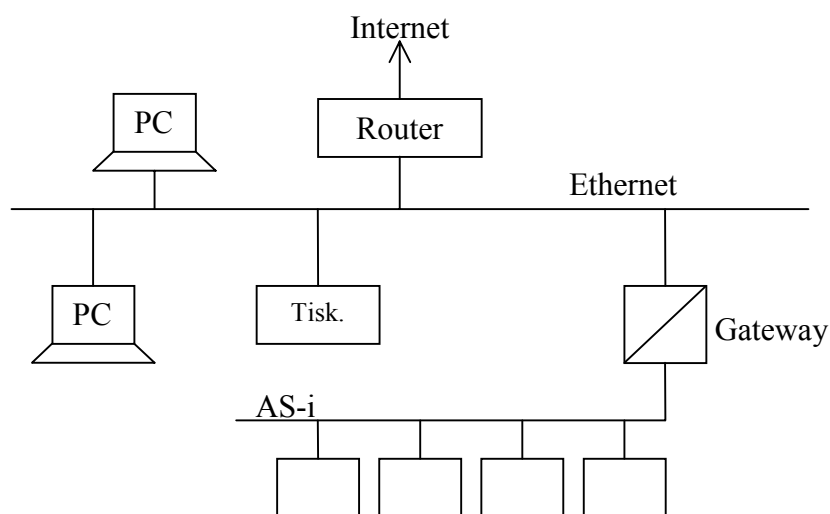 Internet
PC
Router
Ethernet
PC
Tisk.
Gateway
AS-i